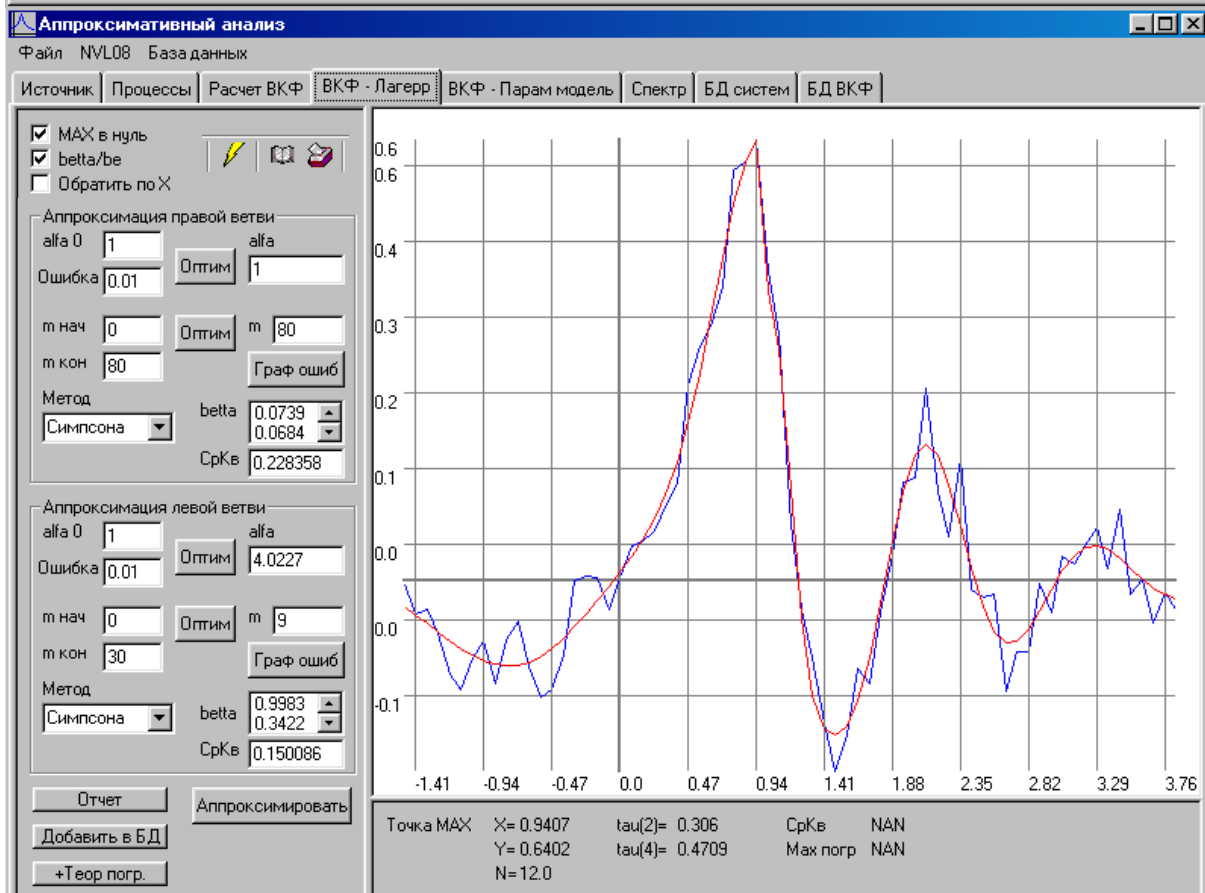 Аппроксимативный анализ
Файл NVL08 База данных
Источник Процессы Расчет ВКФ ВКФ - Лагерр ВКФ - Парам модель Спектр БД систем БД ВКФ
MAX в нуль
betta/be
Обратить по X
Аппроксимация правой ветви
alfa 0 1 Оптим alfa
Ошибка 0.01 1
m нач 0 Оптим m 80
m кон 80 Граф ошиб
Метод
Симпсона betta 0.0739
0.0684
СрКв 0.228358
Аппроксимация левой ветви
alfa 0 1 Оптим alfa
Ошибка 0.01 4.0227
m нач 0 Оптим m 9
m кон 30 Граф ошиб
Метод
Симпсона betta 0.9983
0.3422
СрКв 0.150086
Отчет Аппроксимировать
Добавить в БД
+Теор погр.
0.6
0.6
0.4
0.3
0.2
0.1
0.0
0.0
-0.1
-1.41 -0.94 -0.47 0.0 0.47 0.94 1.41 1.88 2.35 2.82 3.29 3.76
Точка MAX X= 0.9407 tau(2)= 0.306 СрКв NAN
Y= 0.6402 tau(4)= 0.4709 Max погр NAN
N=12.0